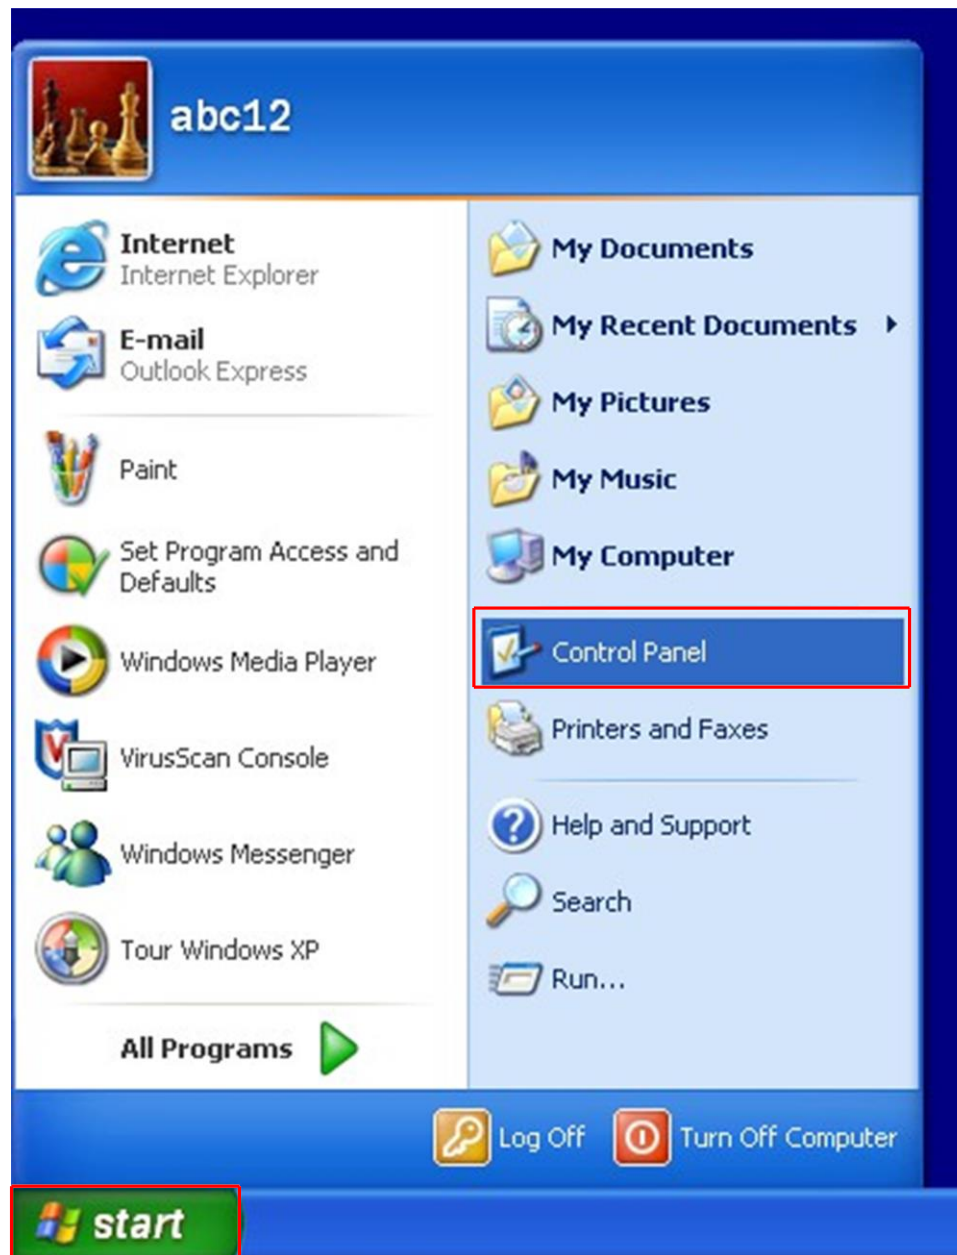 abc12
Internet
Internet Explorer
E-mail
Outlook Express
Paint
Set Program Access and
Defaults
Windows Media Player
VirusScan Console
Windows Messenger
Tour Windows XP
All Programs
My Documents
My Recent Documents
My Pictures
My Music
My Computer
Control Panel
Printers and Faxes
Help and Support
Search
Run...
Log Off
Turn Off Computer
start